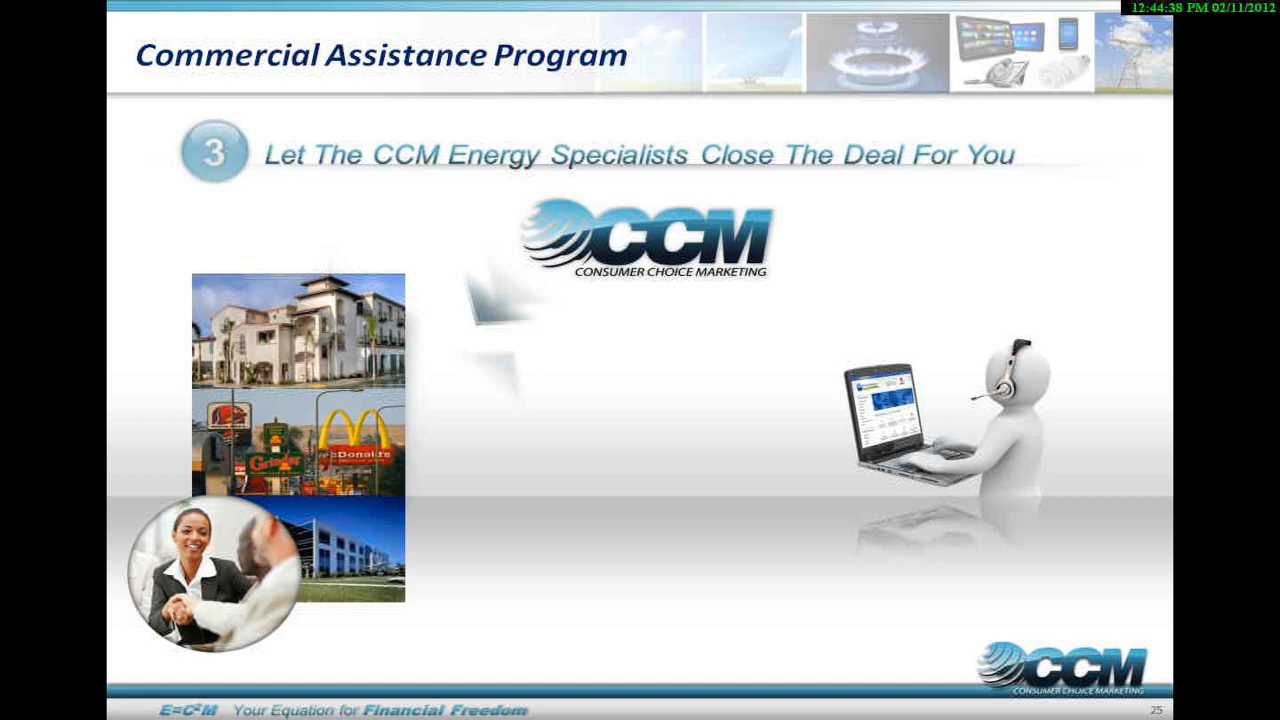 12:44:38 PM 02/11/2012
Commercial Assistance Program
3
Let The CCM Energy Specialists Close The Deal For You
CCM
CONSUMER CHOICE MARKETING
Grinder
McDonald's
CCM
CONSUMER CHOICE MARKETING
E=C²M Your Equation for Financial Freedom
25